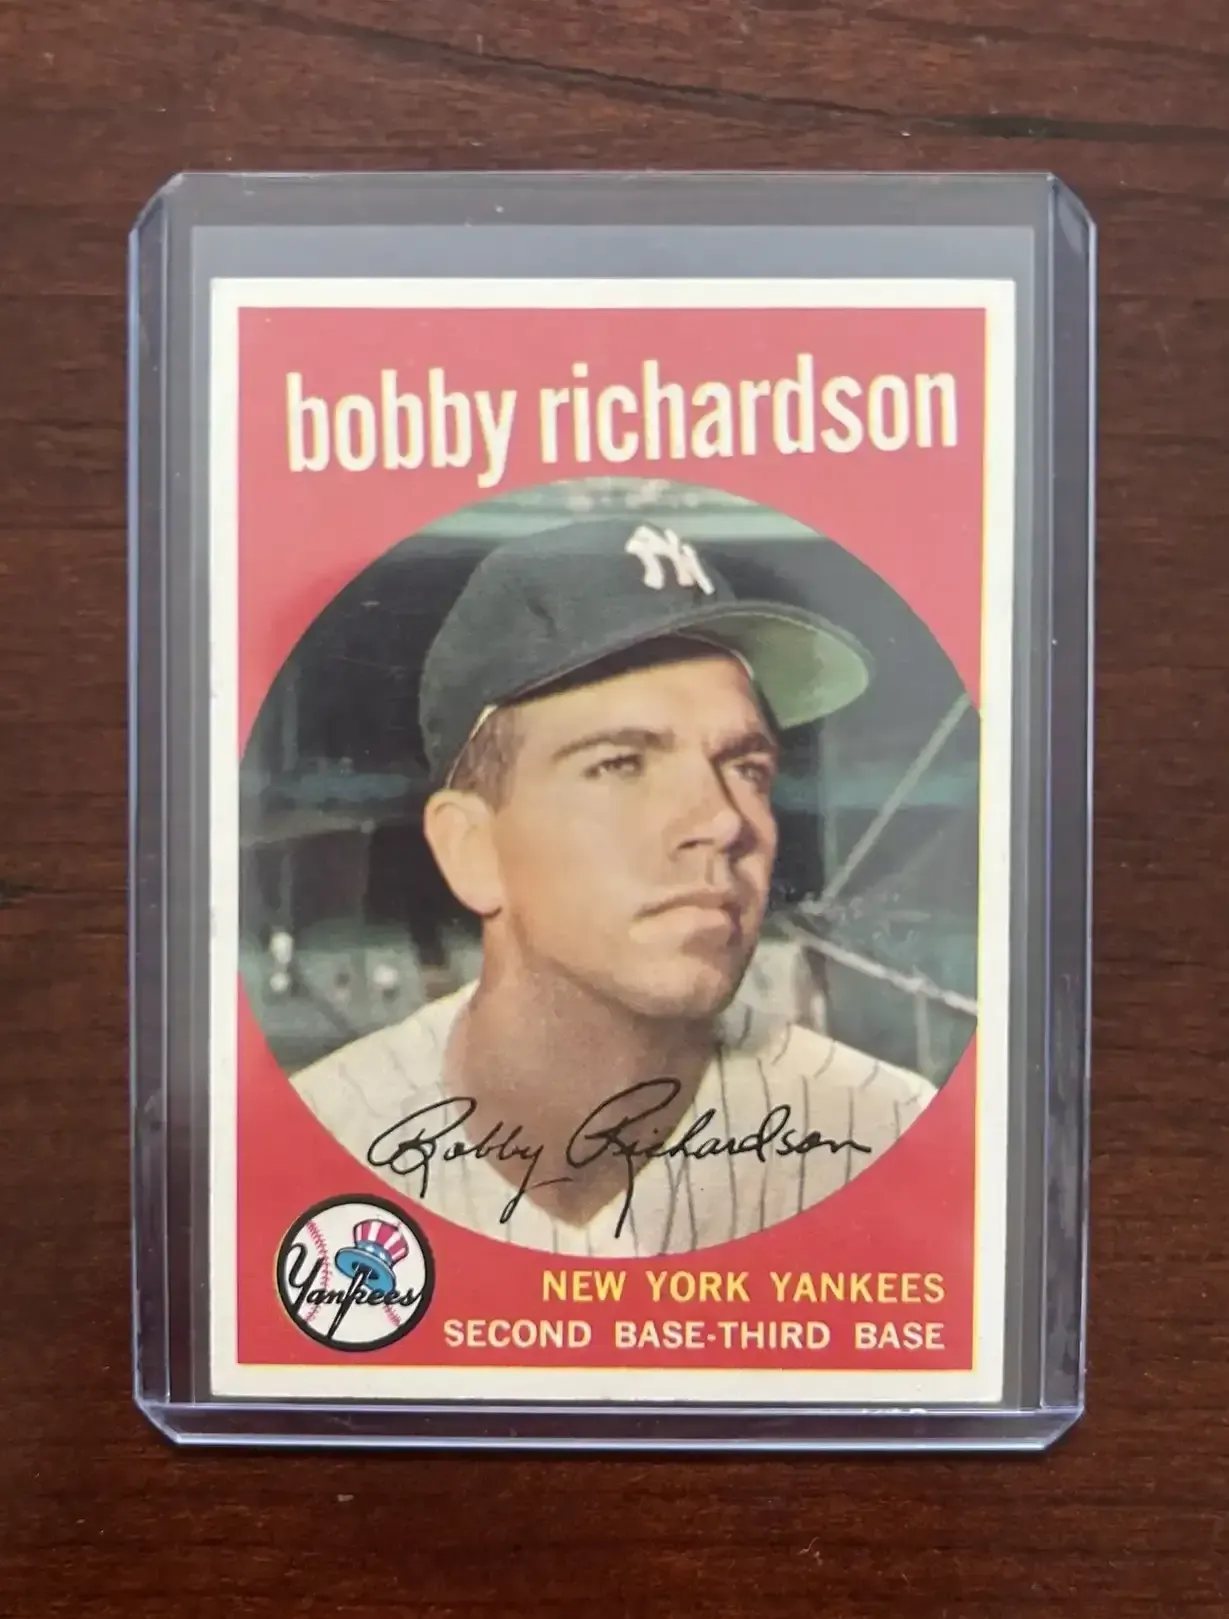 bobby richardson
Bobby Richardson
Yankees
NEW YORK YANKEES
SECOND BASE-THIRD BASE